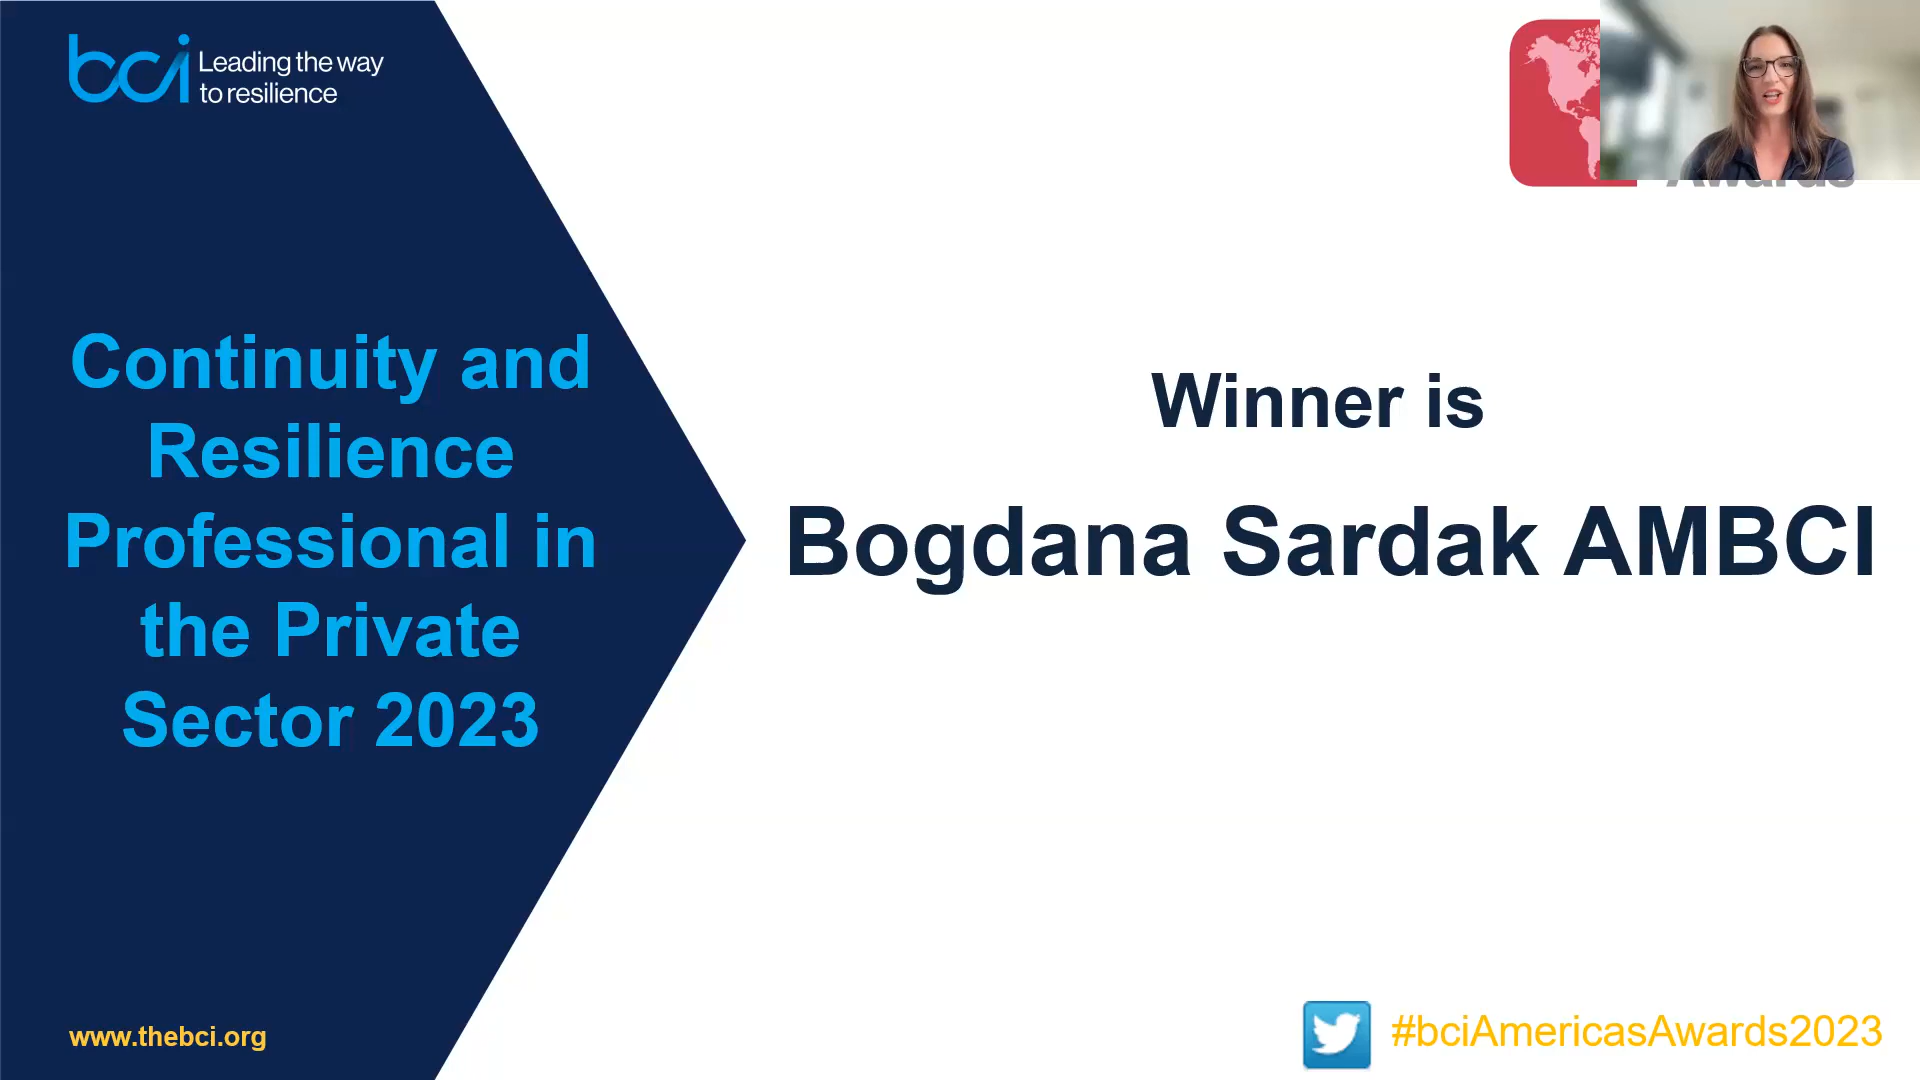 bci
Leading the way
to resilience
Continuity and
Resilience
Professional in
the Private
Sector 2023
Winner is
Bogdana Sardak AMBCI
Awards
www.thebci.org
#bciAmericasAwards2023